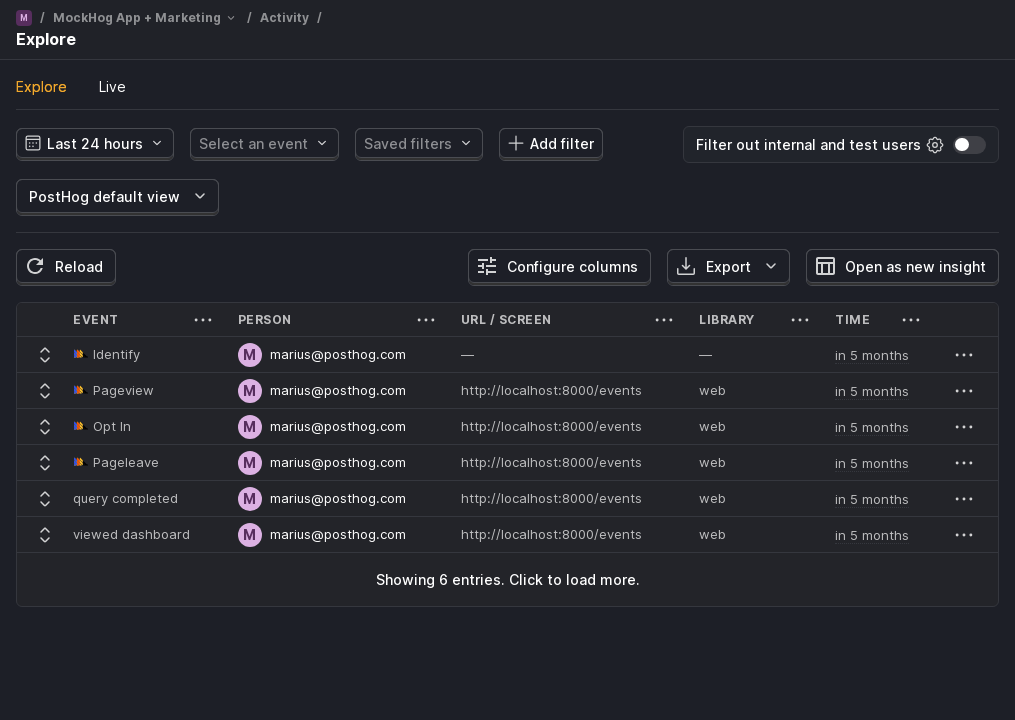 M / MockHog App + Marketing / Activity /
Explore
Explore Live
Last 24 hours Select an event Saved filters Add filter Filter out internal and test users
PostHog default view
Reload Configure columns Export Open as new insight
EVENT PERSON URL / SCREEN LIBRARY TIME
Identify M marius@posthog.com — — in 5 months
Pageview M marius@posthog.com http://localhost:8000/events web in 5 months
Opt In M marius@posthog.com http://localhost:8000/events web in 5 months
Pageleave M marius@posthog.com http://localhost:8000/events web in 5 months
query completed M marius@posthog.com http://localhost:8000/events web in 5 months
viewed dashboard M marius@posthog.com http://localhost:8000/events web in 5 months
Showing 6 entries. Click to load more.